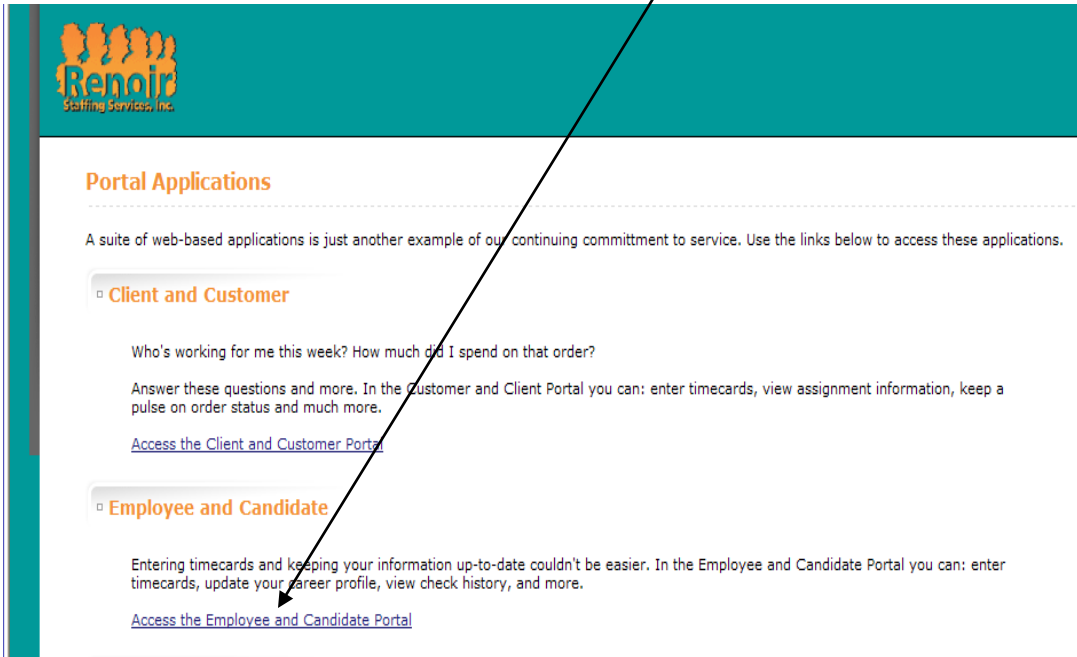 Renoir
Staffing Services, Inc.
Portal Applications
A suite of web-based applications is just another example of our continuing committment to service. Use the links below to access these applications.
Client and Customer
Who's working for me this week? How much did I spend on that order?
Answer these questions and more. In the Customer and Client Portal you can: enter timecards, view assignment information, keep a
pulse on order status and much more.
Access the Client and Customer Portal
Employee and Candidate
Entering timecards and keeping your information up-to-date couldn't be easier. In the Employee and Candidate Portal you can: enter
timecards, update your career profile, view check history, and more.
Access the Employee and Candidate Portal